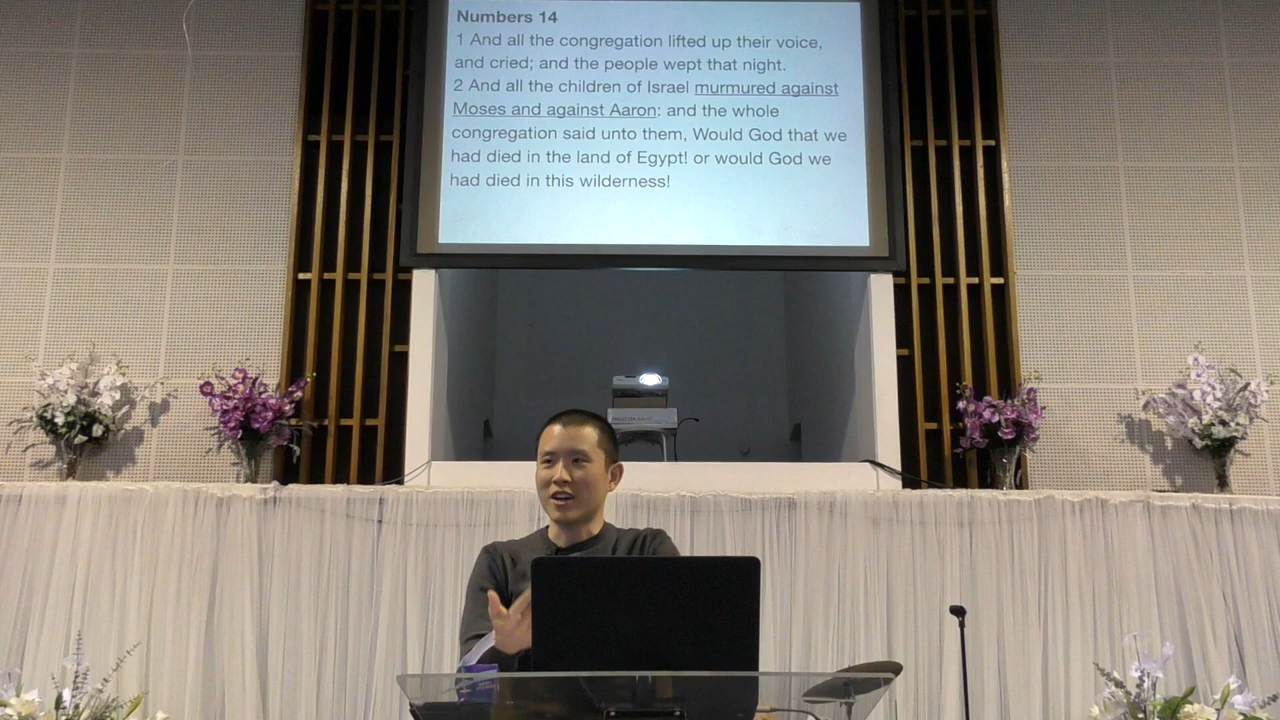 Numbers 14
1 And all the congregation lifted up their voice,
and cried; and the people wept that night.
2 And all the children of Israel murmured against
Moses and against Aaron: and the whole
congregation said unto them, Would God that we
had died in the land of Egypt! or would God we
had died in this wilderness!